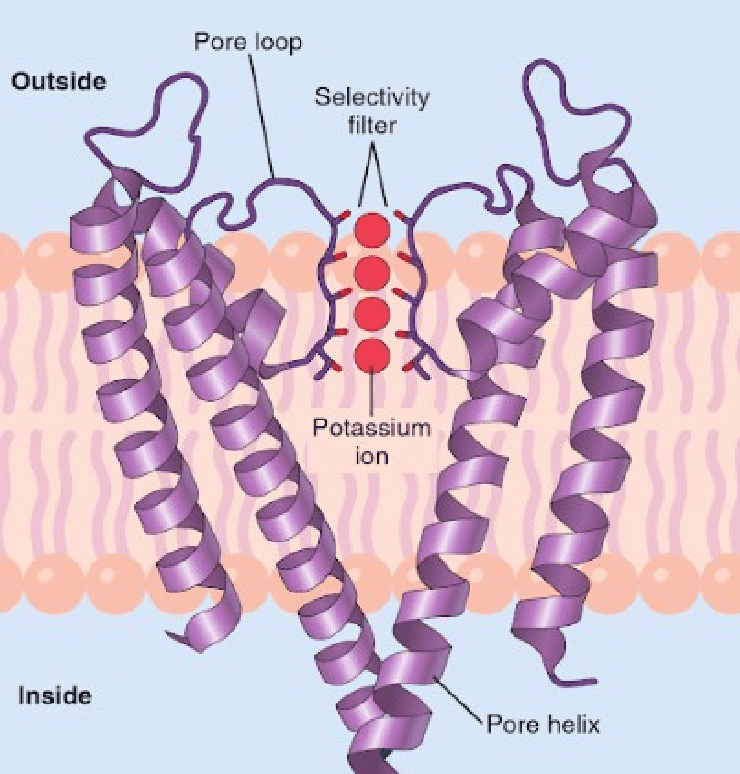 Pore loop
Outside
Selectivity
filter
Potassium
ion
Inside
Pore helix